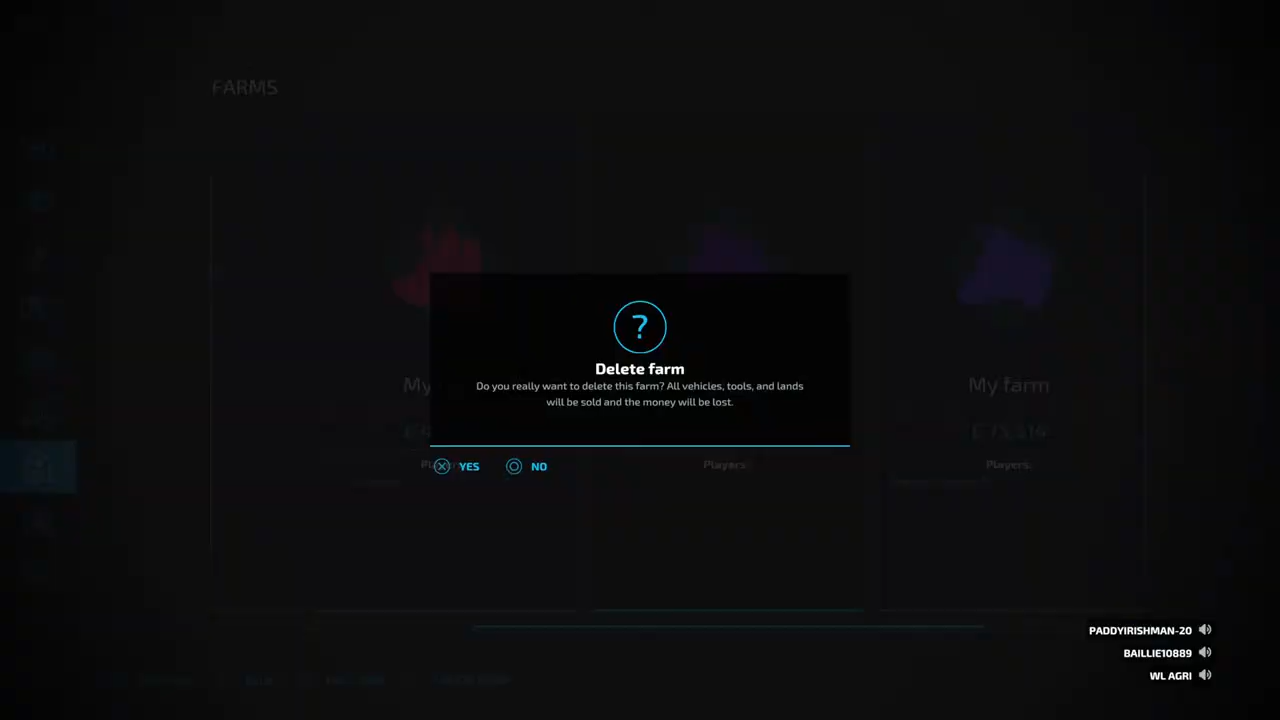 FARMS
Delete farm
Do you really want to delete this farm? All vehicles, tools, and lands
will be sold and the money will be lost.
My
My farm
YES
NO
Players:
Players:
PADDYIRISHMAN-20
BAILLIE10889
WL AGRI